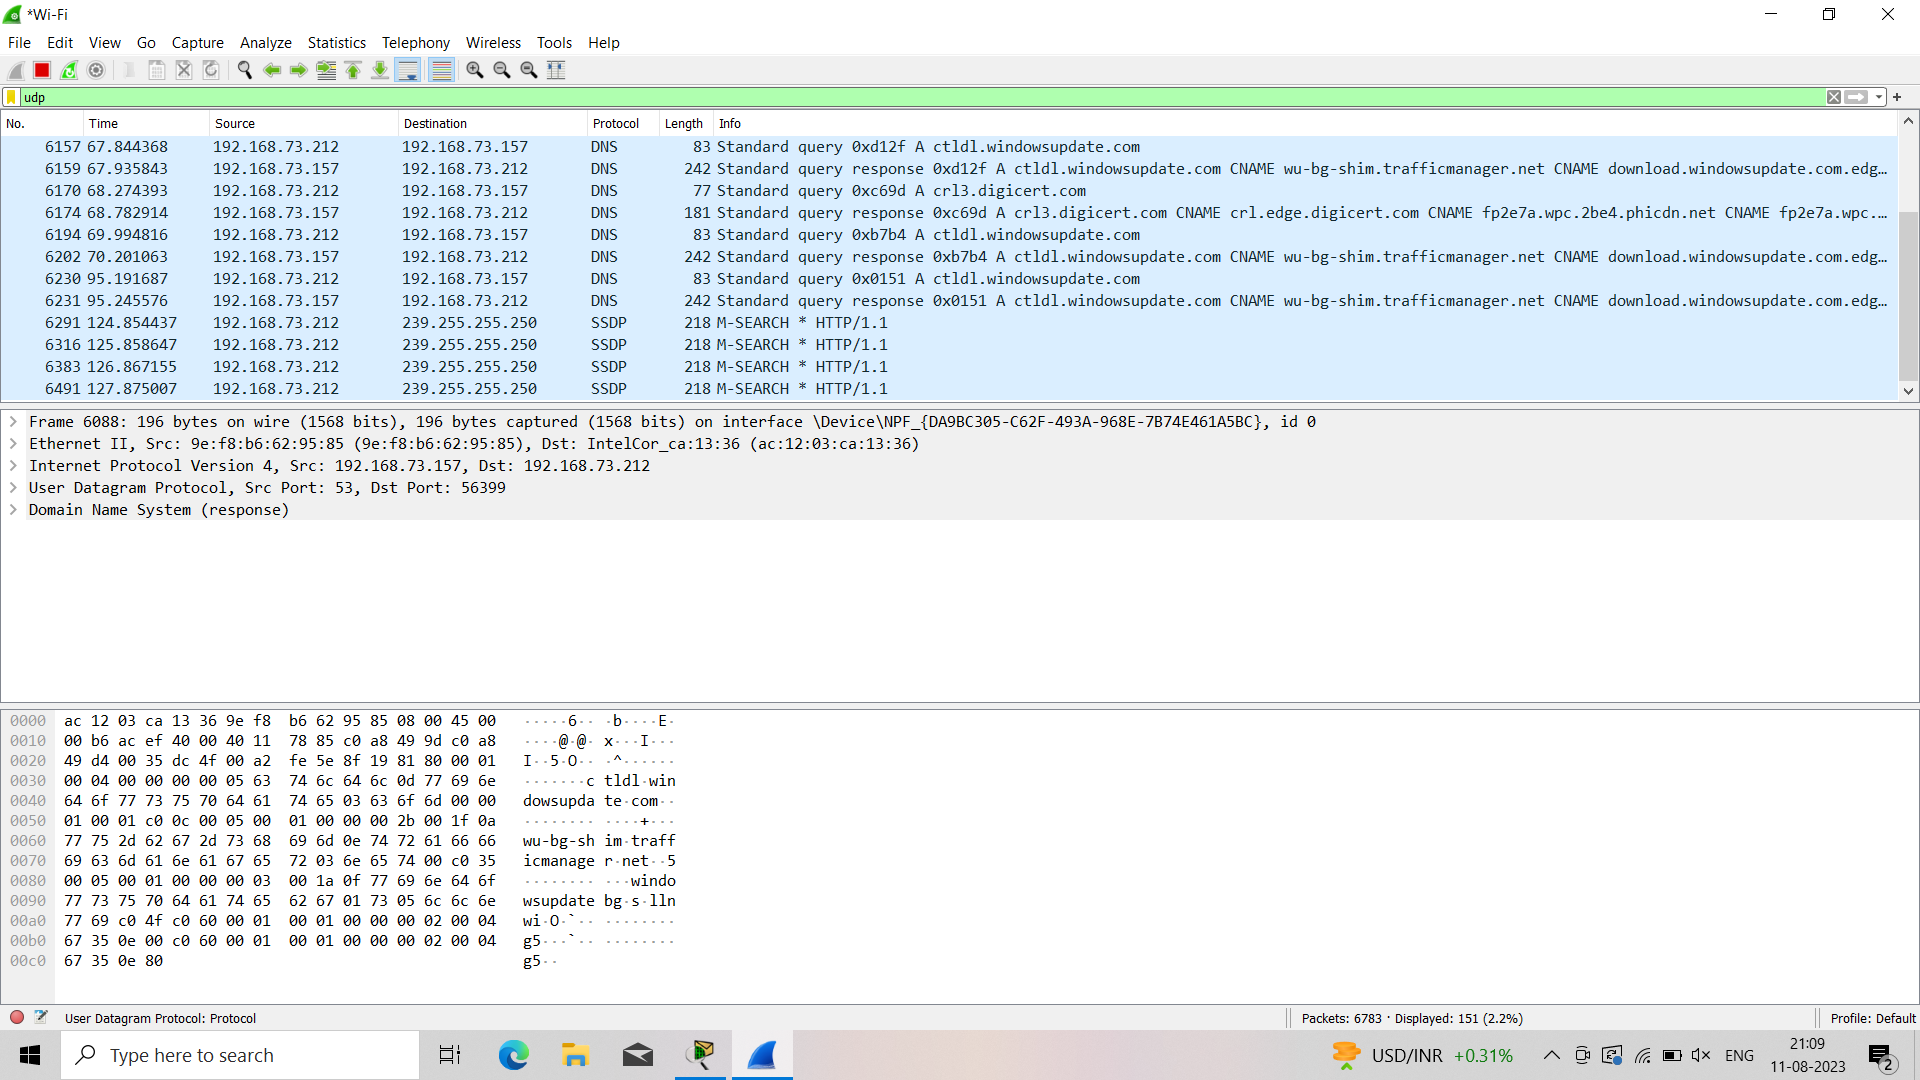 *Wi-Fi
File Edit View Go Capture Analyze Statistics Telephony Wireless Tools Help
udp
No. Time Source Destination Protocol Length Info
6157 67.844368 192.168.73.212 192.168.73.157 DNS 83 Standard query 0xd12f A ctldl.windowsupdate.com
6159 67.935843 192.168.73.157 192.168.73.212 DNS 242 Standard query response 0xd12f A ctldl.windowsupdate.com CNAME wu-bg-shim.trafficmanager.net CNAME download.windowsupdate.com.edg…
6170 68.274393 192.168.73.212 192.168.73.157 DNS 77 Standard query 0xc69d A crl3.digicert.com
6174 68.782914 192.168.73.157 192.168.73.212 DNS 181 Standard query response 0xc69d A crl3.digicert.com CNAME crl.edge.digicert.com CNAME fp2e7a.wpc.2be4.phicdn.net CNAME fp2e7a.wpc.…
6194 69.994816 192.168.73.212 192.168.73.157 DNS 83 Standard query 0xb7b4 A ctldl.windowsupdate.com
6202 70.201063 192.168.73.157 192.168.73.212 DNS 242 Standard query response 0xb7b4 A ctldl.windowsupdate.com CNAME wu-bg-shim.trafficmanager.net CNAME download.windowsupdate.com.edg…
6230 95.191687 192.168.73.212 192.168.73.157 DNS 83 Standard query 0x0151 A ctldl.windowsupdate.com
6231 95.245576 192.168.73.157 192.168.73.212 DNS 242 Standard query response 0x0151 A ctldl.windowsupdate.com CNAME wu-bg-shim.trafficmanager.net CNAME download.windowsupdate.com.edg…
6291 124.854437 192.168.73.212 239.255.255.250 SSDP 218 M-SEARCH * HTTP/1.1
6316 125.858647 192.168.73.212 239.255.255.250 SSDP 218 M-SEARCH * HTTP/1.1
6383 126.867155 192.168.73.212 239.255.255.250 SSDP 218 M-SEARCH * HTTP/1.1
6491 127.875007 192.168.73.212 239.255.255.250 SSDP 218 M-SEARCH * HTTP/1.1
Frame 6088: 196 bytes on wire (1568 bits), 196 bytes captured (1568 bits) on interface \Device\NPF_{DA9BC305-C62F-493A-968E-7B74E461A5BC}, id 0
Ethernet II, Src: 9e:f8:b6:62:95:85 (9e:f8:b6:62:95:85), Dst: IntelCor_ca:13:36 (ac:12:03:ca:13:36)
Internet Protocol Version 4, Src: 192.168.73.157, Dst: 192.168.73.212
User Datagram Protocol, Src Port: 53, Dst Port: 56399
Domain Name System (response)
0000 ac 12 03 ca 13 36 9e f8 b6 62 95 85 08 00 45 00 ·····6·· ·b····E·
0010 00 b6 ac ef 40 00 40 11 78 85 c0 a8 49 9d c0 a8 ····@·@· x···I···
0020 49 d4 00 35 dc 4f 00 a2 fe 5e 8f 19 81 80 00 01 I··5·O·· ·^······
0030 00 04 00 00 00 00 05 63 74 6c 64 6c 0d 77 69 6e ·······c tldl·win
0040 64 6f 77 73 75 70 64 61 74 65 03 63 6f 6d 00 00 dowsupda te·com··
0050 01 00 01 c0 0c 00 05 00 01 00 00 00 2b 00 1f 0a ········ ····+···
0060 77 75 2d 62 67 2d 73 68 69 6d 0e 74 72 61 66 66 wu-bg-sh im·traff
0070 69 63 6d 61 6e 61 67 65 72 03 6e 65 74 00 c0 35 icmanage r·net··5
0080 00 05 00 01 00 00 00 03 00 1a 0f 77 69 6e 64 6f ········ ···windo
0090 77 73 75 70 64 61 74 65 62 67 01 73 05 6c 6c 6e wsupdate bg·s·lln
00a0 77 69 c0 4f c0 60 00 01 00 01 00 00 00 02 00 04 wi·O·`·· ········
00b0 67 35 0e 00 c0 60 00 01 00 01 00 00 00 02 00 04 g5···`·· ········
00c0 67 35 0e 80 g5··
User Datagram Protocol: Protocol Packets: 6783 · Displayed: 151 (2.2%) Profile: Default
Type here to search USD/INR +0.31% ENG 21:09
11-08-2023 2